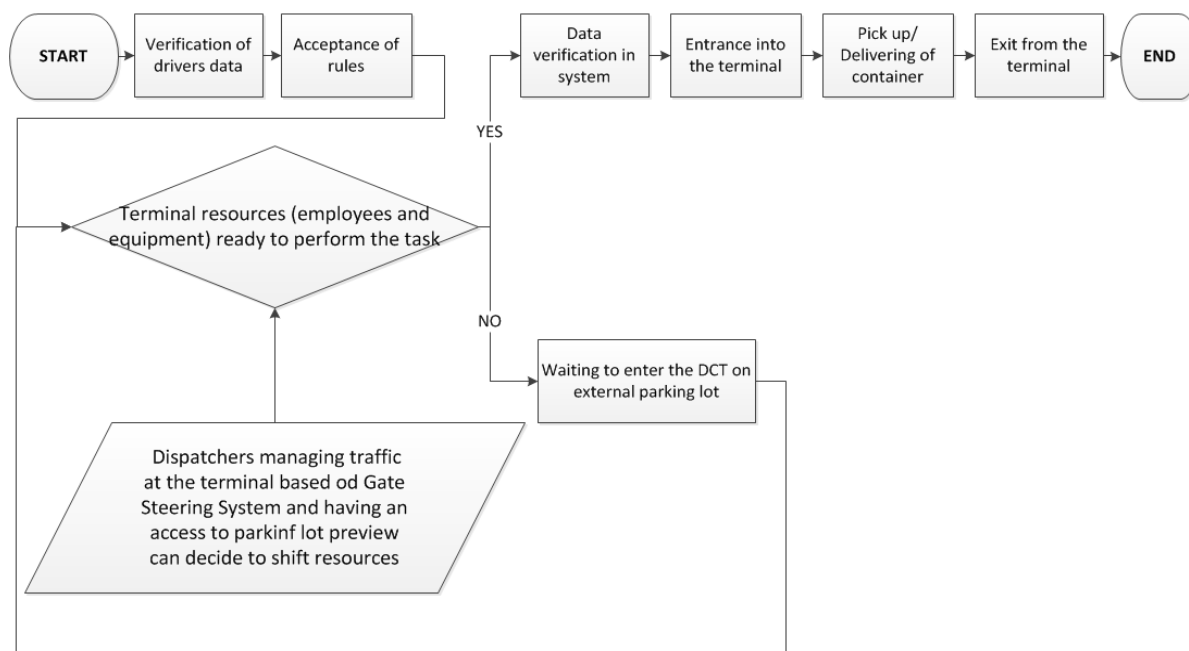 START
Verification of
drivers data
Acceptance of
rules
Data
verification in
system
Entrance into
the terminal
Pick up/
Delivering of
container
Exit from the
terminal
END
YES
Terminal resources (employees and
equipment) ready to perform the task
NO
Waiting to enter the DCT on
external parking lot
Dispatchers managing traffic
at the terminal based od Gate
Steering System and having an
access to parkinf lot preview
can decide to shift resources